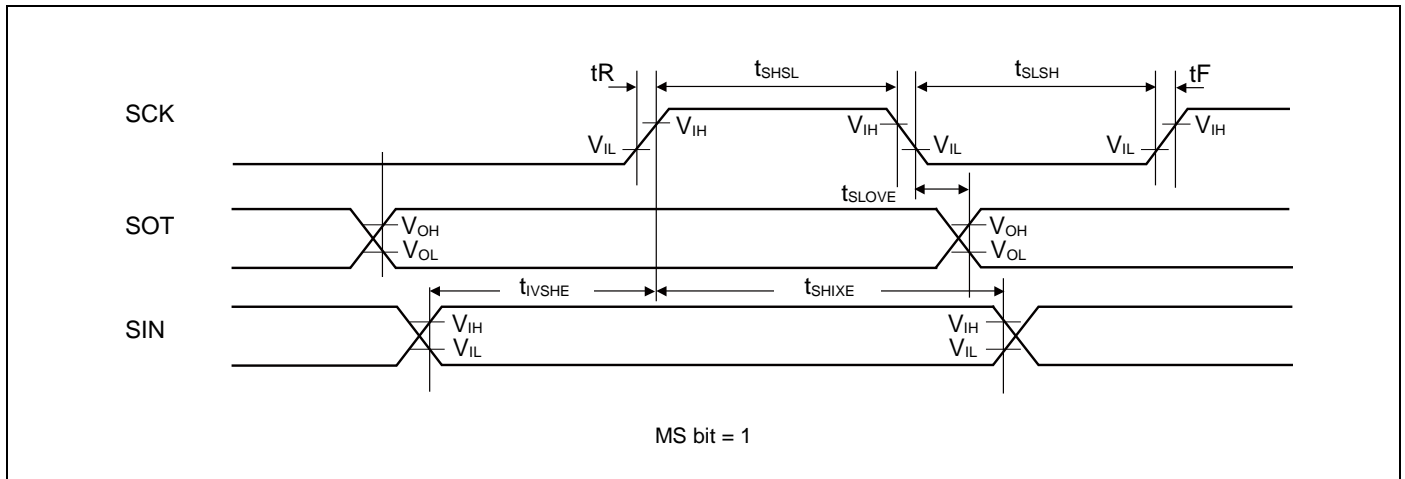 tR tSHSL tSLSH tF
SCK
VIH VIH VIH
VIL VIL VIL
tSLOVE
SOT
VOH VOH
VOL VOL
tIVSHE tSHIXE
SIN
VIH VIH
VIL VIL
MS bit = 1